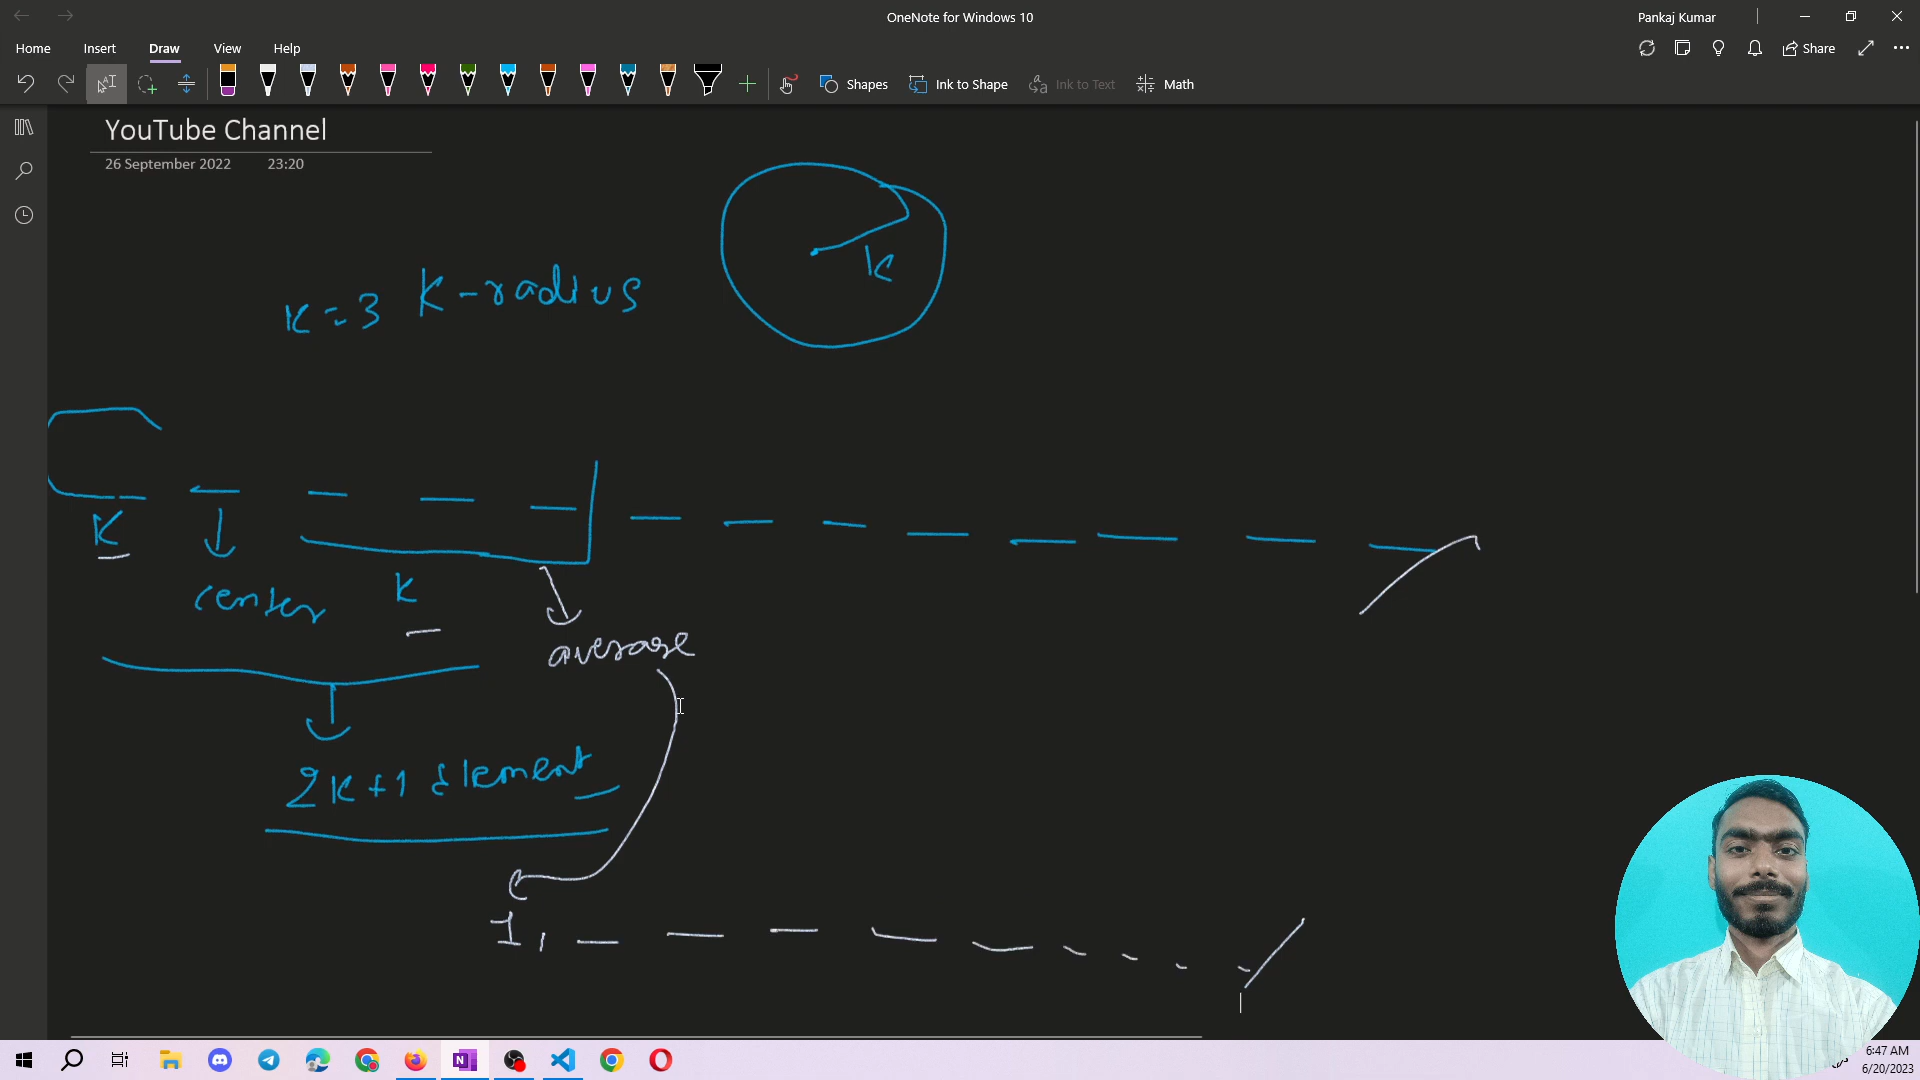 OneNote for Windows 10
Pankaj Kumar
Home Insert Draw View Help
Share
Shapes Ink to Shape Ink to Text Math
YouTube Channel
26 September 2022 23:20
K
K=3 K-radius
K
center
K
average
2K+1 element
1,
6:47 AM
6/20/2023